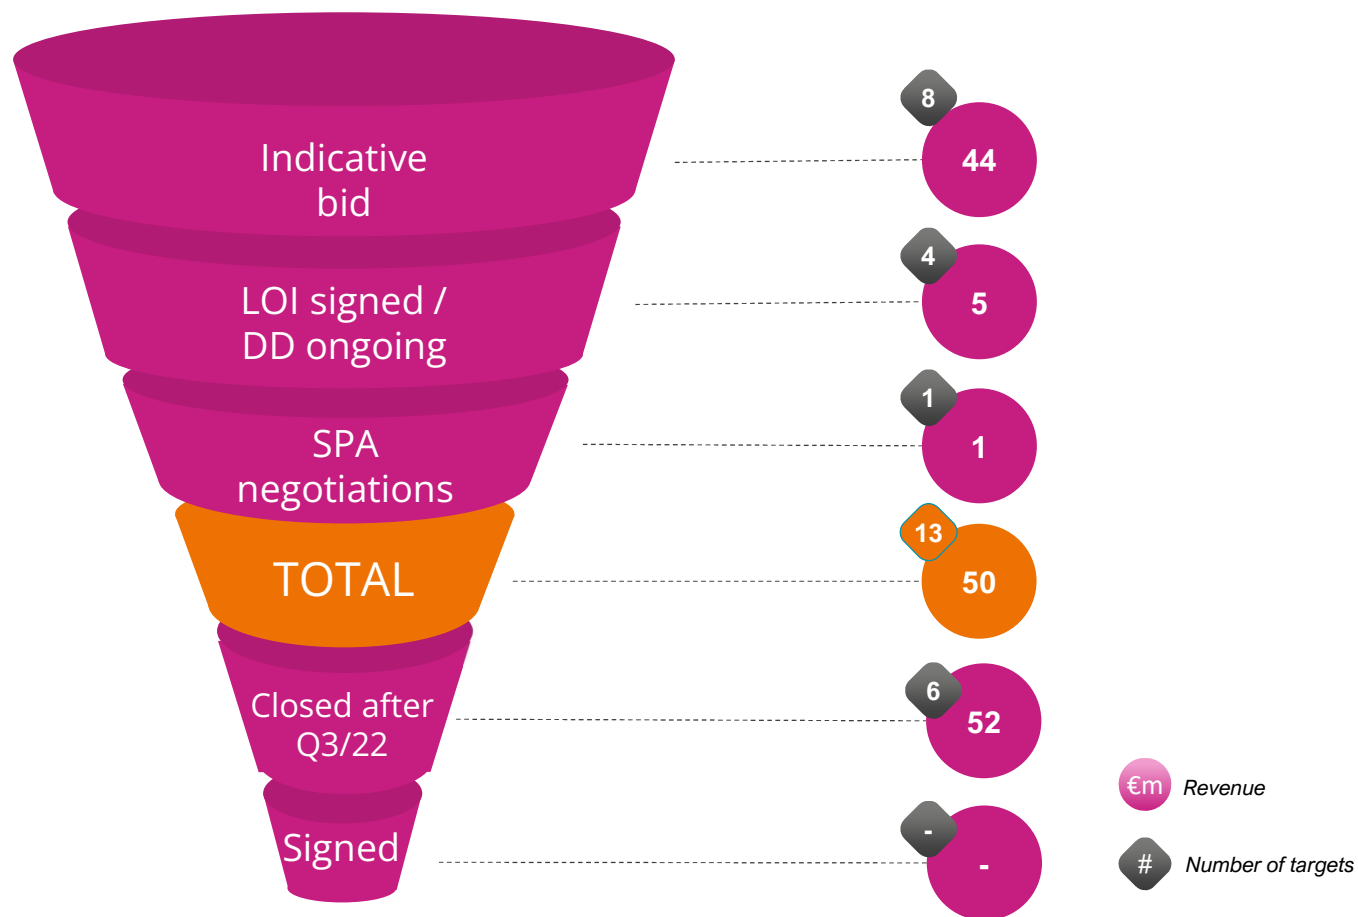 Indicative
bid
8
44
LOI signed /
DD ongoing
4
5
SPA
negotiations
1
1
TOTAL
13
50
Closed after
Q3/22
6
52
Signed
-
-
€m Revenue
# Number of targets